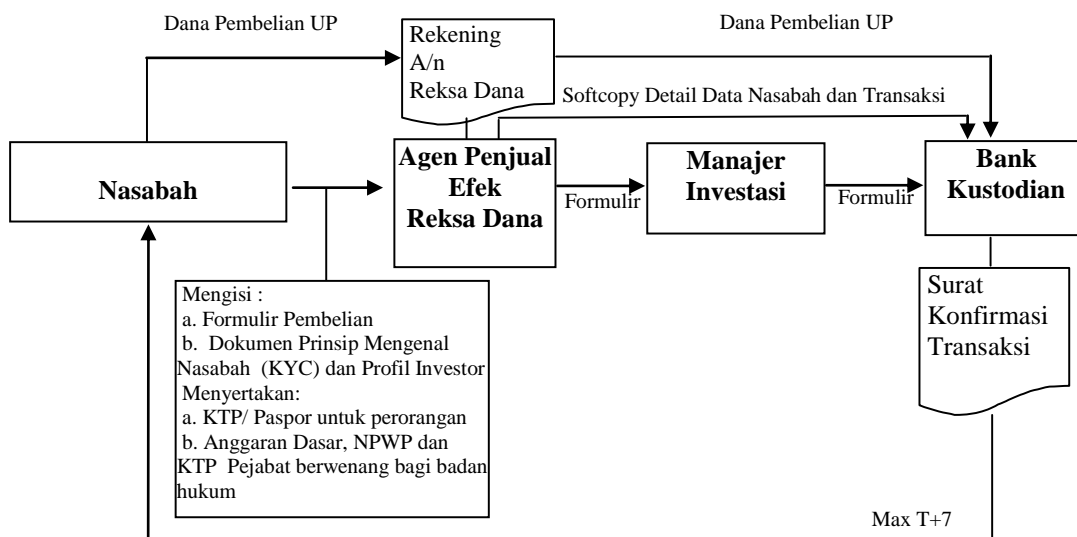 Dana Pembelian UP
Dana Pembelian UP
Rekening
A/n
Reksa Dana
Softcopy Detail Data Nasabah dan Transaksi
Nasabah
Agen Penjual
Efek
Reksa Dana
Formulir
Manajer
Investasi
Formulir
Bank
Kustodian
Mengisi :
a. Formulir Pembelian
b. Dokumen Prinsip Mengenal
Nasabah (KYC) dan Profil Investor
Menyertakan:
a. KTP/ Paspor untuk perorangan
b. Anggaran Dasar, NPWP dan
KTP Pejabat berwenang bagi badan
hukum
Surat
Konfirmasi
Transaksi
Max T+7